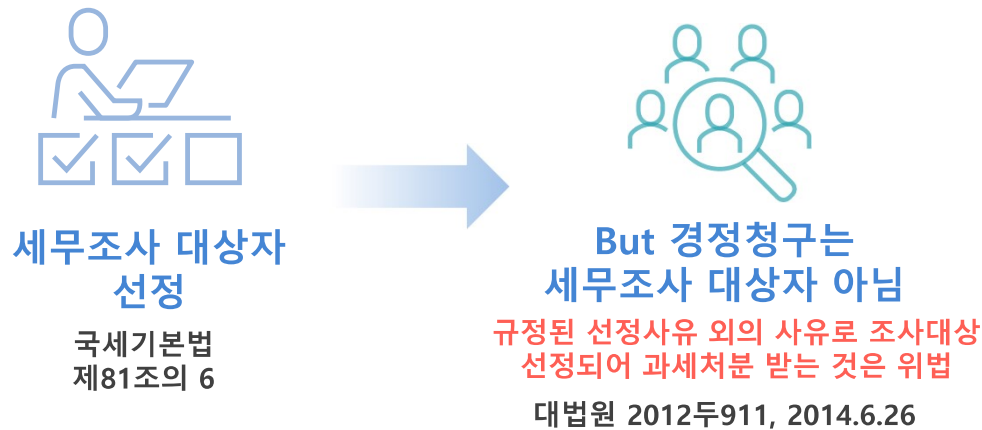 세무조사 대상자
선정
국세기본법
제81조의 6
But 경정청구는
세무조사 대상자 아님
규정된 선정사유 외의 사유로 조사대상
선정되어 과세처분 받는 것은 위법
대법원 2012두911, 2014.6.26